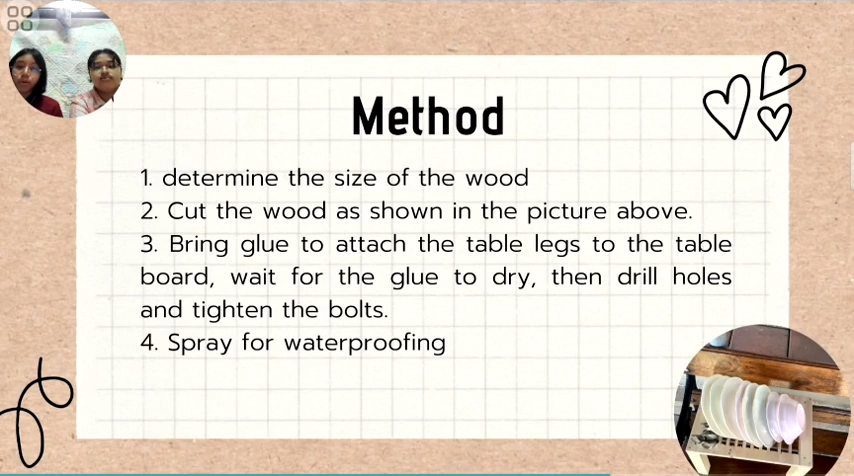 Method
1. determine the size of the wood
2. Cut the wood as shown in the picture above.
3. Bring glue to attach the table legs to the table
board, wait for the glue to dry, then drill holes
and tighten the bolts.
4. Spray for waterproofing